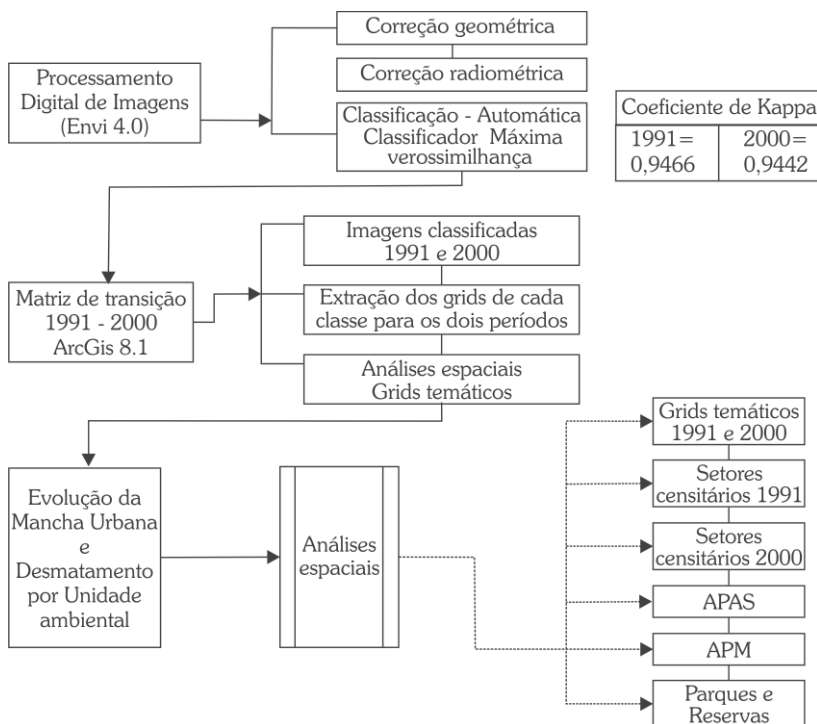 Processamento
Digital de Imagens
(Envi 4.0)
Correção geométrica
Correção radiométrica
Classificação - Automática
Classificador Máxima
verossimilhança
Coeficiente de Kappa
1991=
0,9466
2000=
0,9442
Matriz de transição
1991 - 2000
ArcGis 8.1
Imagens classificadas
1991 e 2000
Extração dos grids de cada
classe para os dois períodos
Análises espaciais
Grids temáticos
Evolução da
Mancha Urbana
e
Desmatamento
por Unidade
ambiental
Análises
espaciais
Grids temáticos
1991 e 2000
Setores
censitários 1991
Setores
censitários 2000
APAS
APM
Parques e
Reservas